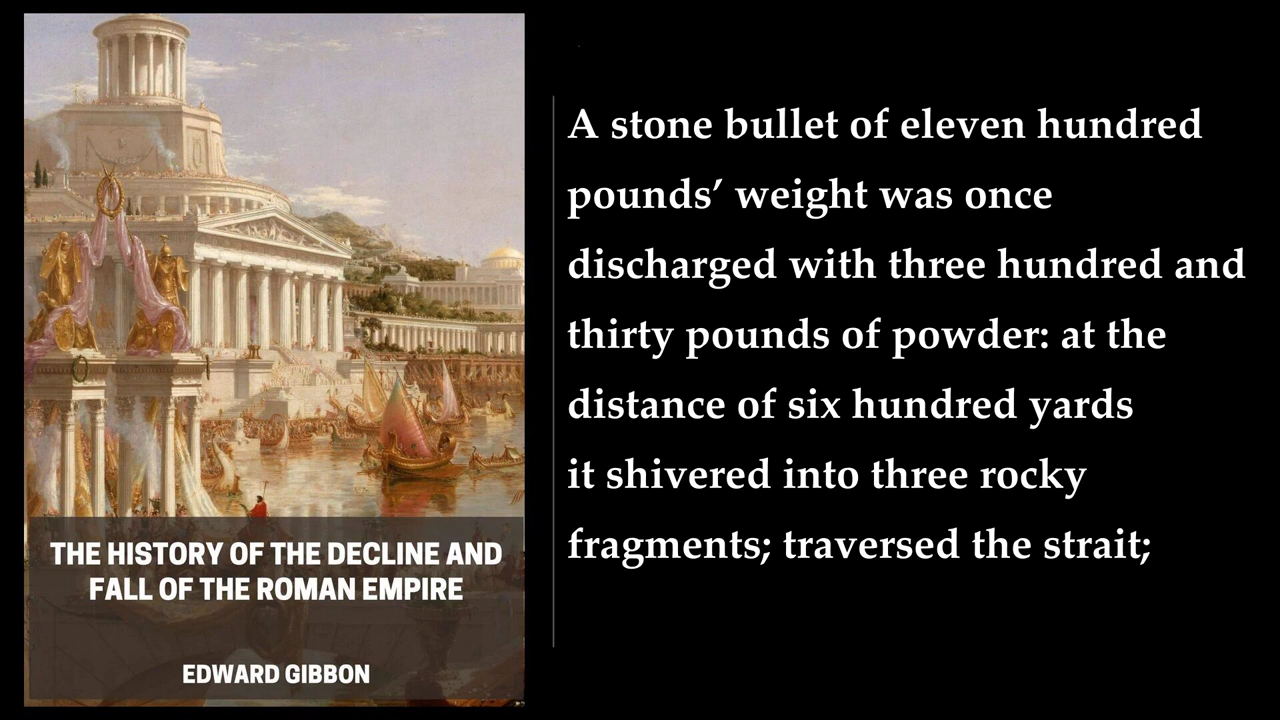 THE HISTORY OF THE DECLINE AND
FALL OF THE ROMAN EMPIRE
EDWARD GIBBON
A stone bullet of eleven hundred
pounds’ weight was once
discharged with three hundred and
thirty pounds of powder: at the
distance of six hundred yards
it shivered into three rocky
fragments; traversed the strait;